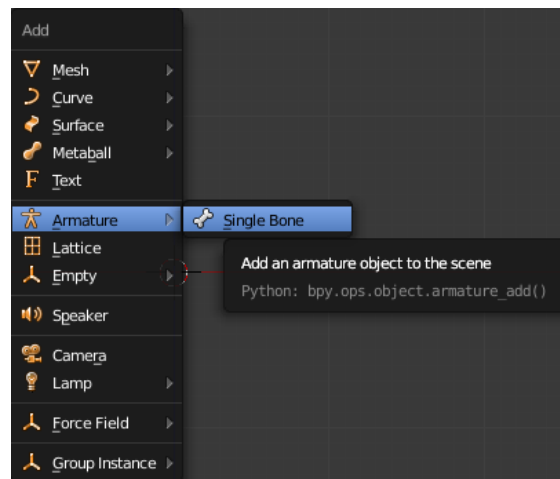 Add
Mesh
Curve
Surface
Metaball
Text
Armature
Single Bone
Lattice
Empty
Add an armature object to the scene
Python: bpy.ops.object.armature_add()
Speaker
Camera
Lamp
Force Field
Group Instance